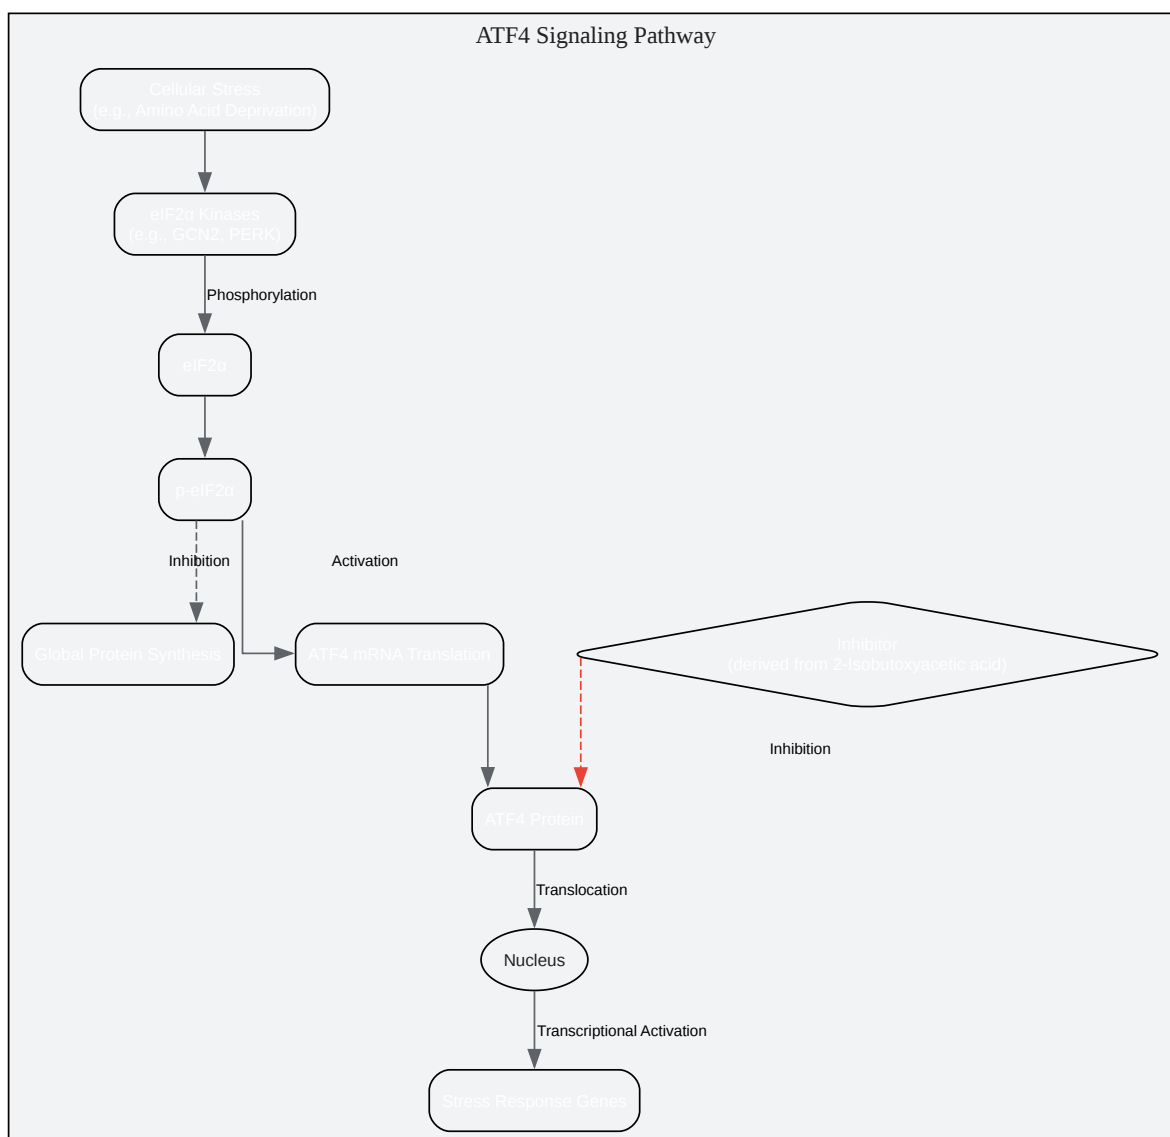 ATF4 Signaling Pathway
Cellular Stress
(e.g., Amino Acid Deprivation)
eIF2α Kinases
(e.g., GCN2, PERK)
Phosphorylation
eIF2α
p-eIF2α
Inhibition
Activation
Global Protein Synthesis
ATF4 mRNA Translation
Inhibitor
(derived from 2-Isobutoxyacetic acid)
Inhibition
ATF4 Protein
Translocation
Nucleus
Transcriptional Activation
Stress Response Genes